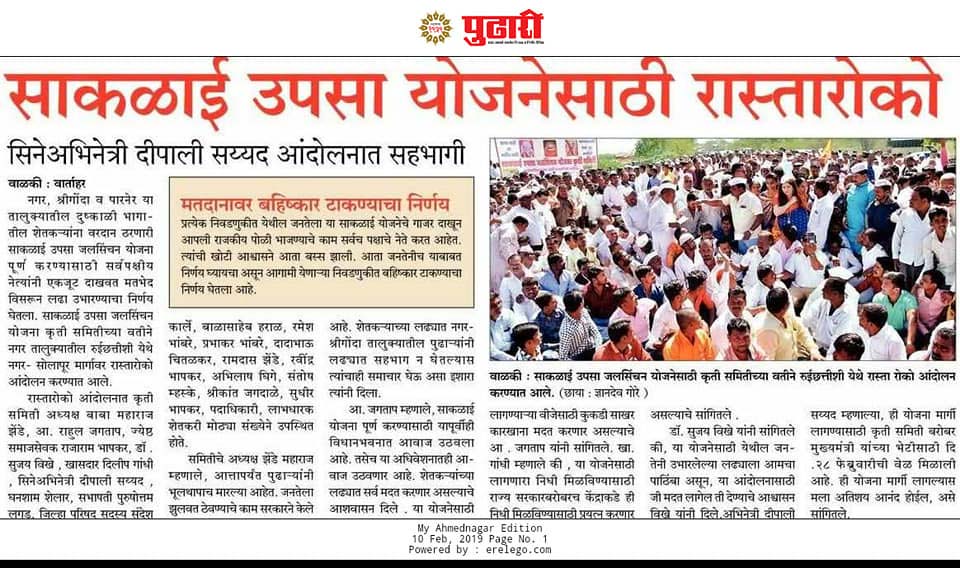 पुढारी
साकळाई उपसा योजनेसाठी रास्तारोको
सिनेअभिनेत्री दीपाली सय्यद आंदोलनात सहभागी
वाळकी : वार्ताहर
नगर, श्रीगोंदा व पारनेर या
तालुक्यातील दुष्काळी भागा-
तील शेतकऱ्यांना वरदान ठरणारी
साकळाई उपसा जलसिंचन योजना
पूर्ण करण्यासाठी सर्वपक्षीय
नेत्यांनी एकजूट दाखवत मतभेद
विसरून लढा उभारण्याचा निर्णय
घेतला. साकळाई उपसा जलसिंचन
योजना कृती समितीच्या वतीने
नगर तालुक्यातील रुईछत्तीशी येथे
नगर- सोलापूर मार्गावर रास्तारोको
आंदोलन करण्यात आले.
रास्तारोको आंदोलनात कृती
समिती अध्यक्ष बाबा महाराज
झेंडे, आ. राहुल जगताप, ज्येष्ठ
समाजसेवक राजाराम भापकर, डॉ.
सुजय विखे , खासदार दिलीप गांधी
, सिनेअभिनेत्री दीपाली सय्यद ,
घनशाम शेलार, सभापती पुरुषोत्तम
लगड, जिल्हा परिषद सदस्य संदेश
मतदानावर बहिष्कार टाकण्याचा निर्णय
प्रत्येक निवडणुकीत येथील जनतेला या साकळाई योजनेचे गाजर दाखून
आपली राजकीय पोळी भाजण्याचे काम सर्वच पक्षाचे नेते करत आहेत.
त्यांची खोटी आश्वासने आता बस्स झाली. आता जनतेनीच याबाबत
निर्णय घ्यायचा असून आगामी येणाऱ्या निवडणुकीत बहिष्कार टाकण्याचा
निर्णय घेतला आहे.
कार्ले, बाळासाहेब हराळ, रमेश
भांबरे, प्रभाकर भांबरे, दादाभाऊ
चितळकर, रामदास झेंडे, रवींद्र
भापकर, अभिलाष घिगे, संतोष
म्हस्के, श्रीकांत जगदाळे, सुधीर
भापकर, पदाधिकारी, लाभधारक
शेतकरी मोठ्या संख्येने उपस्थित
होते.
समितीचे अध्यक्ष झेंडे महाराज
म्हणाले, आत्तापर्यंत पुढाऱ्यांनी
भूलथापाच मारल्या आहेत. जनतेला
झुलवत ठेवण्याचे काम सरकारने केले
आहे. शेतकऱ्याच्या लढ्यात नगर-
श्रीगोंदा तालुक्यातील पुढाऱ्यांनी
लढ्यात सहभाग न घेतल्यास
त्यांचाही समाचार घेऊ असा इशारा
त्यांनी दिला.
आ. जगताप म्हणाले, साकळाई
योजना पूर्ण करण्यासाठी यापूर्वीही
विधानभवनात आवाज उठवला
आहे. तसेच या अधिवेशनातही आ-
वाज उठवणार आहे. शेतकऱ्यांच्या
लढ्यात सर्व मदत करणार असल्याचे
आशवासन दिले . या योजनेसाठी
वाळकी : साकळाई उपसा जलसिंचन योजनेसाठी कृती समितीच्या वतीने रुईछत्तीशी येथे रास्ता रोको आंदोलन
करण्यात आले. (छाया : ज्ञानदेव गोरे )
लागणाऱ्या वीजेसाठी कुकडी साखर
कारखाना मदत करणार असल्याचे
आ . जगताप यांनी सांगितले. खा.
गांधी म्हणाले की , या योजनेसाठी
लागणारा निधी मिळविण्यासाठी
राज्य सरकारबरोबरच केंद्राकडे ही
निधी मिळविण्यासाठी प्रयत्न करणार
असल्याचे सांगितले .
डॉ. सुजय विखे यांनी सांगितले
की, या योजनेसाठी येथील जन-
तेनी उभारलेल्या लढ्याला आमचा
पाठिंबा असून, या आंदोलनासाठी
जी मदत लागेल ती देण्याचे आश्वासन
विखे यांनी दिले.अभिनेत्री दीपाली
सय्यद म्हणाल्या, ही योजना मार्गी
लागण्यासाठी कृती समिती बरोबर
मुख्यमंत्री यांच्या भेटीसाठी दि
.२८ फेब्रुवारीची वेळ मिळाली
आहे. ही योजना मार्गी लागल्यास
मला अतिशय आनंद होईल, असे
सांगितले.
My Ahmednagar Edition
10 Feb, 2019 Page No. 1
Powered by : erelego.com